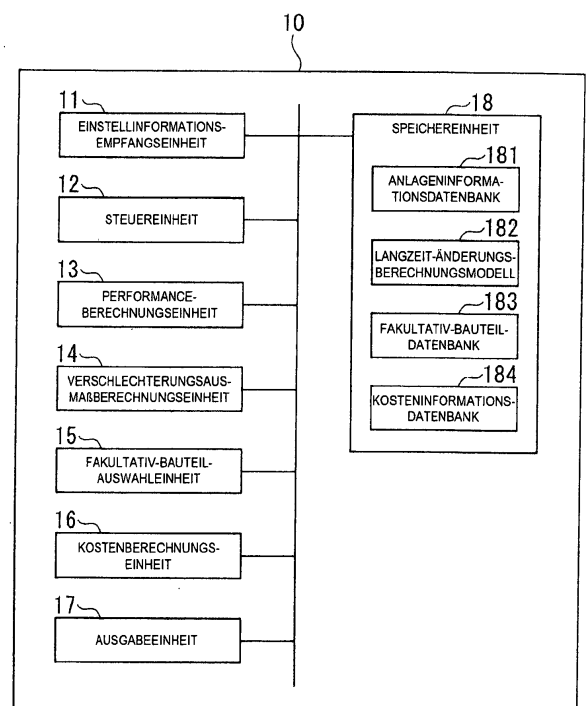 10
11
EINSTELLINFORMATIONS-
EMPFANGSEINHEIT
12
STEUEREINHEIT
13
PERFORMANCE-
BERECHNUNGSEINHEIT
14
VERSCHLECHTERUNGSAUS-
MAßBERECHNUNGSEINHEIT
15
FAKULTATIV-BAUTEIL-
AUSWAHLEINHEIT
16
KOSTENBERECHNUNGS-
EINHEIT
17
AUSGABEEINHEIT
18
SPEICHEREINHEIT
181
ANLAGENINFORMA-
TIONSDATENBANK
182
LANGZEIT-ÄNDERUNGS-
BERECHNUNGSMODELL
183
FAKULTATIV-BAUTEIL-
DATENBANK
184
KOSTENINFORMATIONS-
DATENBANK